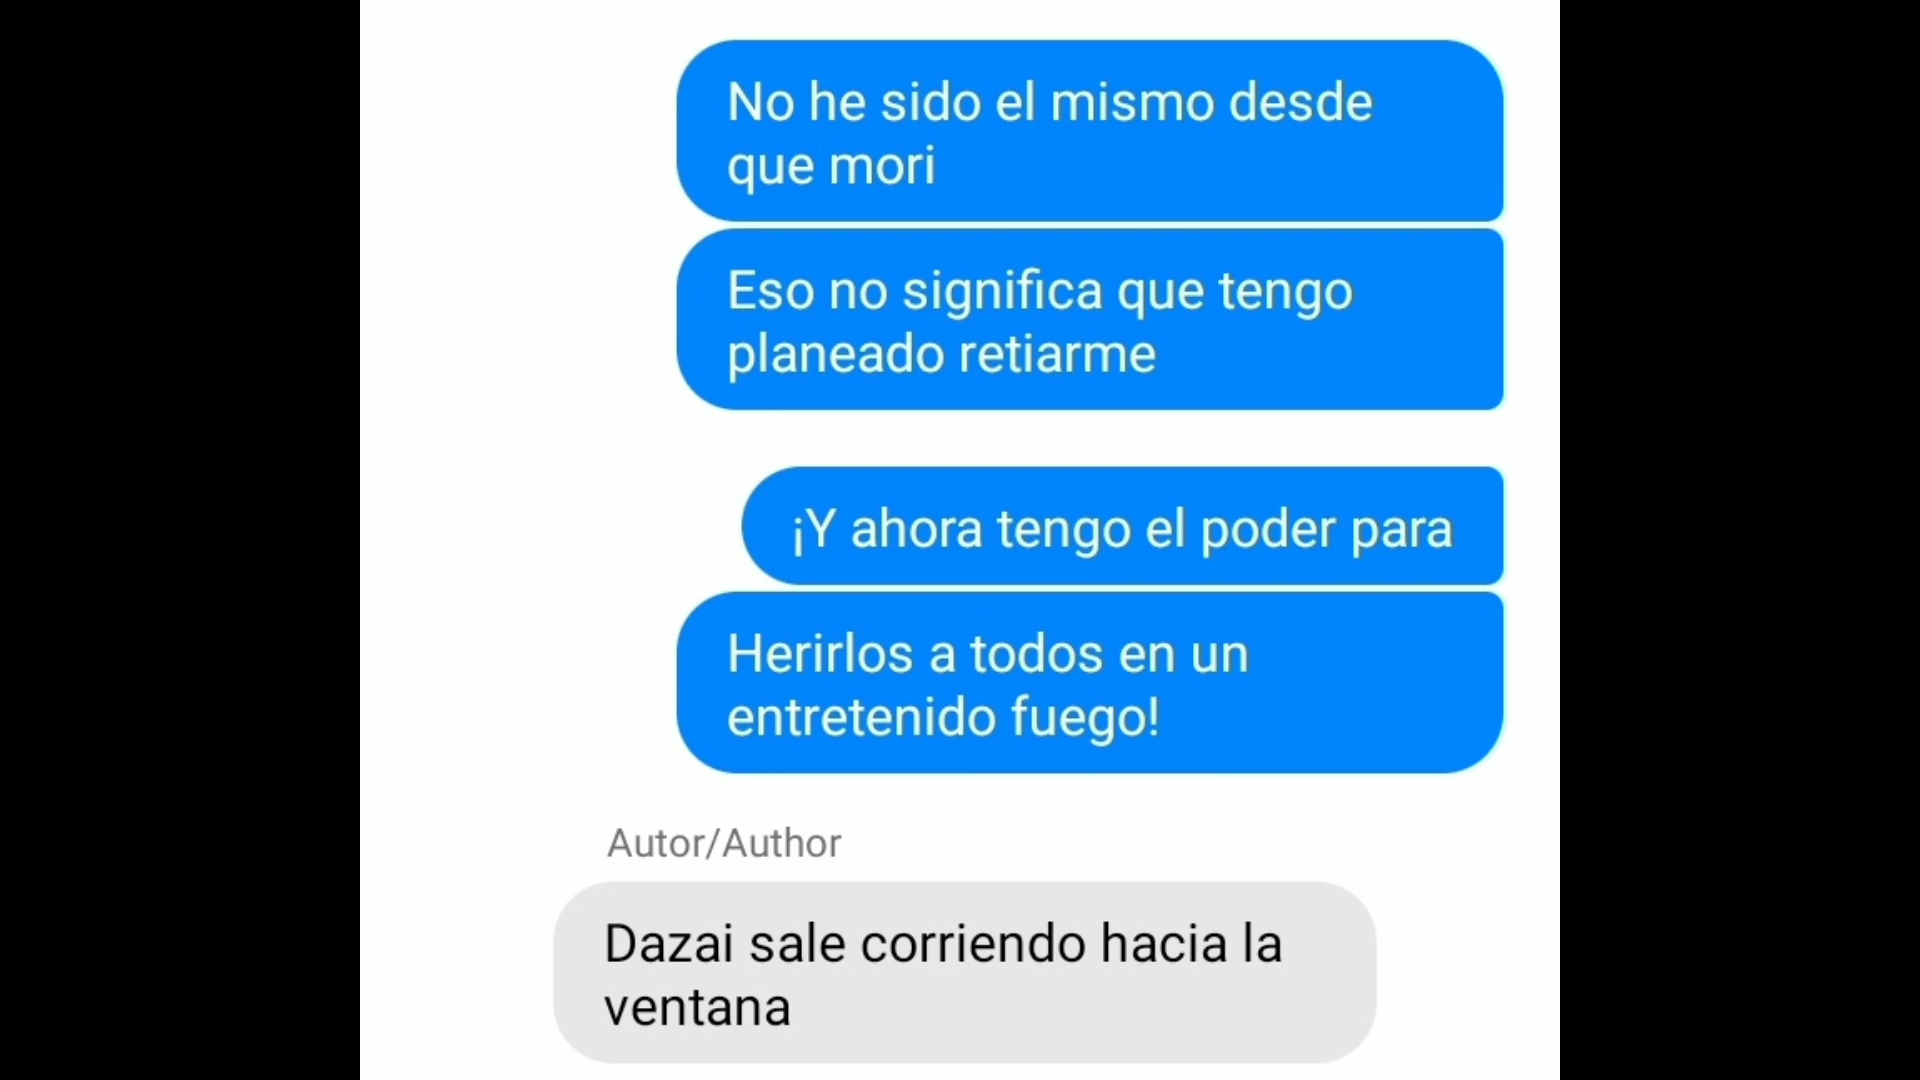 No he sido el mismo desde
que mori
Eso no significa que tengo
planeado retiarme
¡Y ahora tengo el poder para
Herirlos a todos en un
entretenido fuego!
Autor/Author
Dazai sale corriendo hacia la
ventana